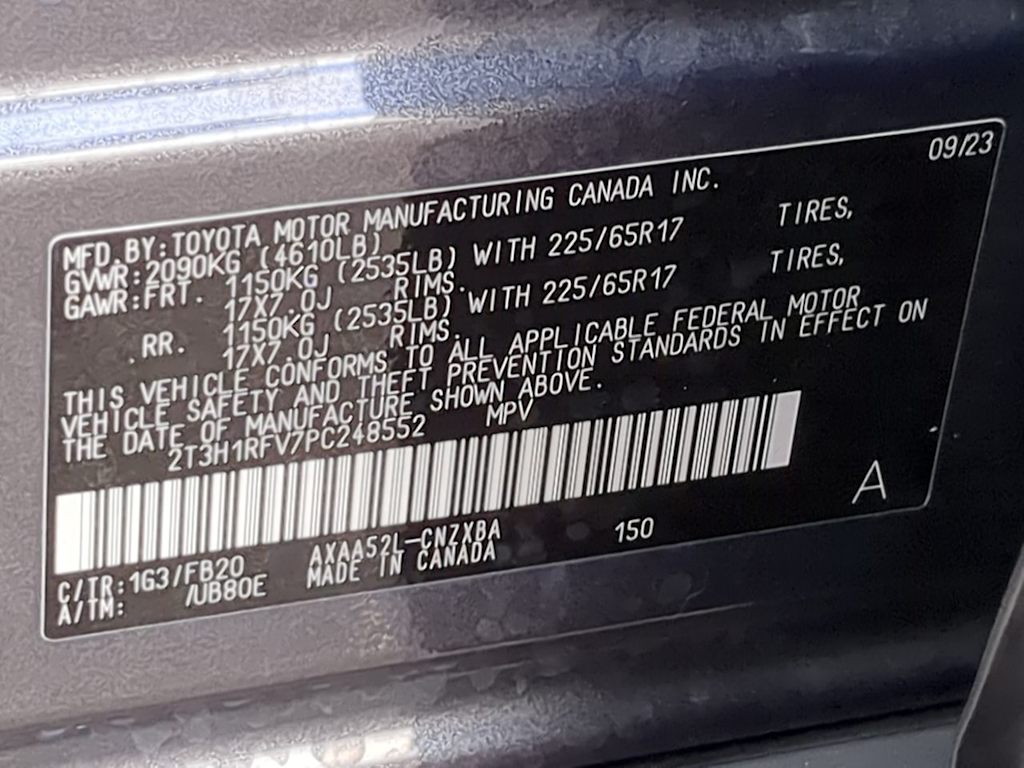 09/23
MFD.BY:TOYOTA MOTOR MANUFACTURING CANADA INC.
GVWR:2090KG (4610LB)
GAWR:FRT. 1150KG (2535LB) WITH 225/65R17 TIRES,
17X7.0J RIMS.
RR. 1150KG (2535LB) WITH 225/65R17 TIRES,
17X7.0J RIMS.
THIS VEHICLE CONFORMS TO ALL APPLICABLE FEDERAL MOTOR
VEHICLE SAFETY AND THEFT PREVENTION STANDARDS IN EFFECT ON
THE DATE OF MANUFACTURE SHOWN ABOVE.
2T3H1RFV7PC248552 MPV
A
C/TR:1G3/FB20 AXAA52L-CNZXBA 150
A/TM: /UB80E MADE IN CANADA